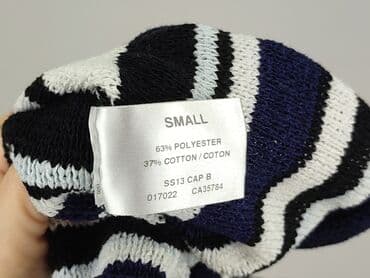 SMALL
63% POLYESTER
37% COTTON / COTON
SS13 CAP B
017022 CA35784